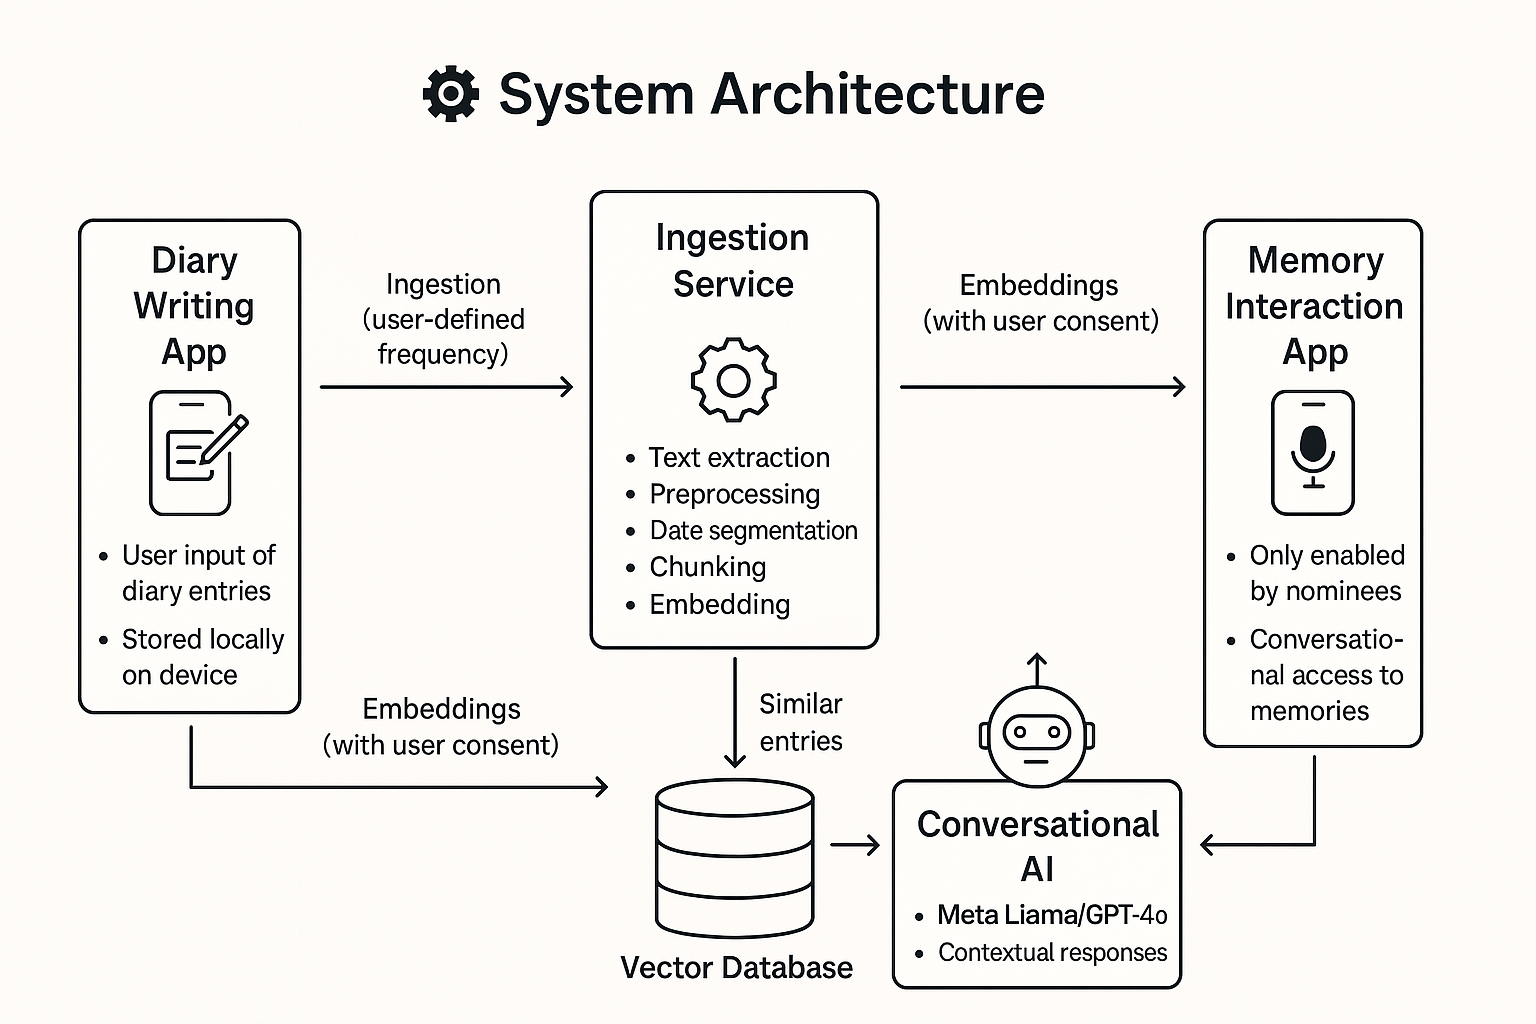 System Architecture
Diary
Writing
App
User input of
diary entries
Stored locally
on device
Ingestion
(user-defined
frequency)
Ingestion
Service
Text extraction
Preprocessing
Date segmentation
Chunking
Embedding
Embeddings
(with user consent)
Memory
Interaction
App
Only enabled
by nominees
Conversatio-
nal access to
memories
Embeddings
(with user consent)
Similar
entries
Vector Database
Conversational
AI
Meta Liama/GPT-4o
Contextual responses